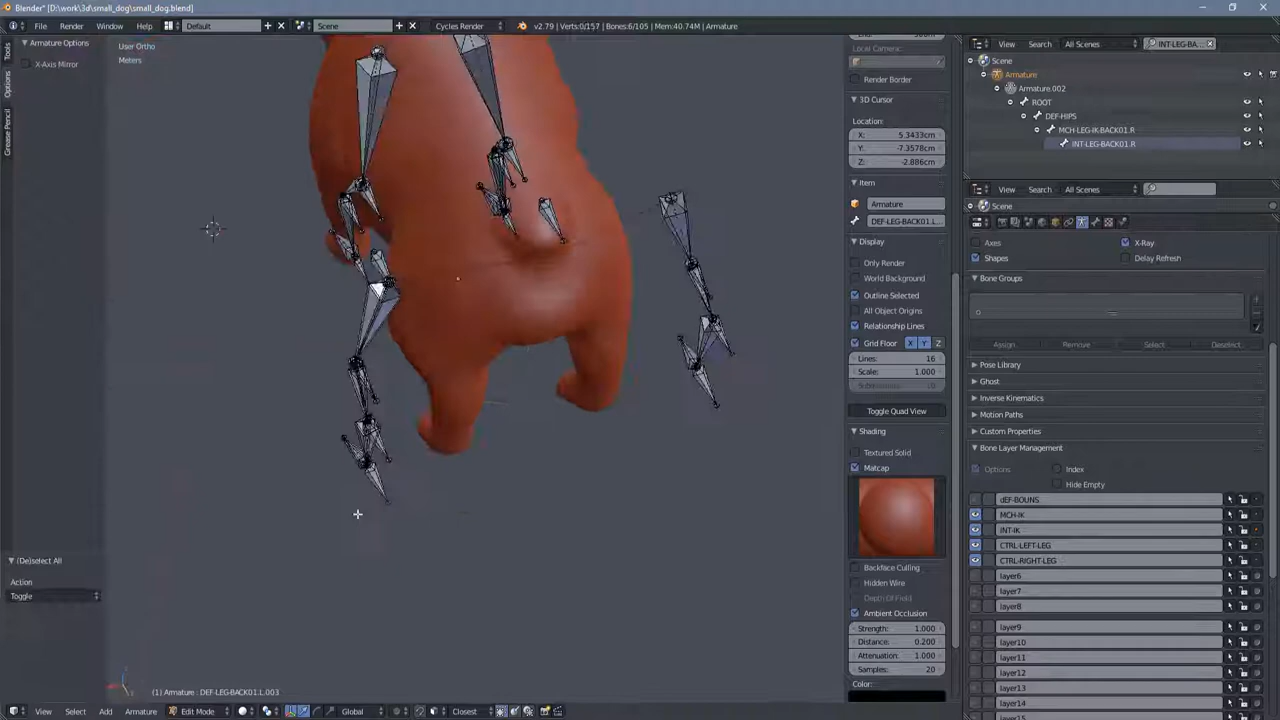 Blender* [D:\work\3d\small_dog\small_dog.blend]
File Render Window Help Default Scene Cycles Render v2.79 | Verts:0/157 | Bones:6/105 | Mem:40.74M | Armature
Tools
Options
Grease Pencil
Armature Options
X-Axis Mirror
User Ortho
Meters
(De)select All
Action
Toggle
(1) Armature : DEF-LEG-BACK01.L.003
View Select Add Armature Edit Mode Global Closest
Local Camera:
Render Border
3D Cursor
Location:
X: 5.3433cm
Y: -7.3578cm
Z: -2.886cm
Item
Armature
DEF-LEG-BACK01.L...
Display
Only Render
World Background
Outline Selected
All Object Origins
Relationship Lines
Grid Floor X Y Z
Lines: 16
Scale: 1.000
Toggle Quad View
Shading
Textured Solid
Matcap
Backface Culling
Hidden Wire
Depth Of Field
Ambient Occlusion
Strength: 1.000
Distance: 0.200
Attenuation: 1.000
Samples: 20
Color:
View Search All Scenes INT-LEG-BA...
Scene
Armature
Armature.002
ROOT
DEF-HIPS
MCH-LEG-IK-BACK01.R
INT-LEG-BACK01.R
View Search All Scenes
Scene
Axes X-Ray
Shapes Delay Refresh
Bone Groups
Assign Remove Select Deselect
Pose Library
Ghost
Inverse Kinematics
Motion Paths
Custom Properties
Bone Layer Management
Options: Index
Hide Empty
dEF-BOUNS
MCH-IK
INT-IK
CTRL-LEFT-LEG
CTRL-RIGHT-LEG
layer6
layer7
layer8
layer9
layer10
layer11
layer12
layer13
layer14
layer15